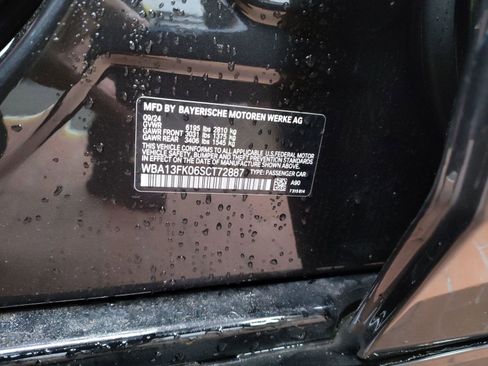 MFD BY BAYERISCHE MOTOREN WERKE AG
09/24
GVWR 6195 lbs 2810 kg
GAWR FRONT 3031 lbs 1375 kg
GAWR REAR 3406 lbs 1545 kg
THIS VEHICLE CONFORMS TO ALL APPLICABLE U.S.FEDERAL MOTOR
VEHICLE SAFETY, BUMPER, AND THEFT PREVENTION STANDARDS
IN EFFECT ON THE DATE OF MANUFACTURE SHOWN ABOVE.
WBA13FK06SCT72887 TYPE: PASSENGER CAR
A90